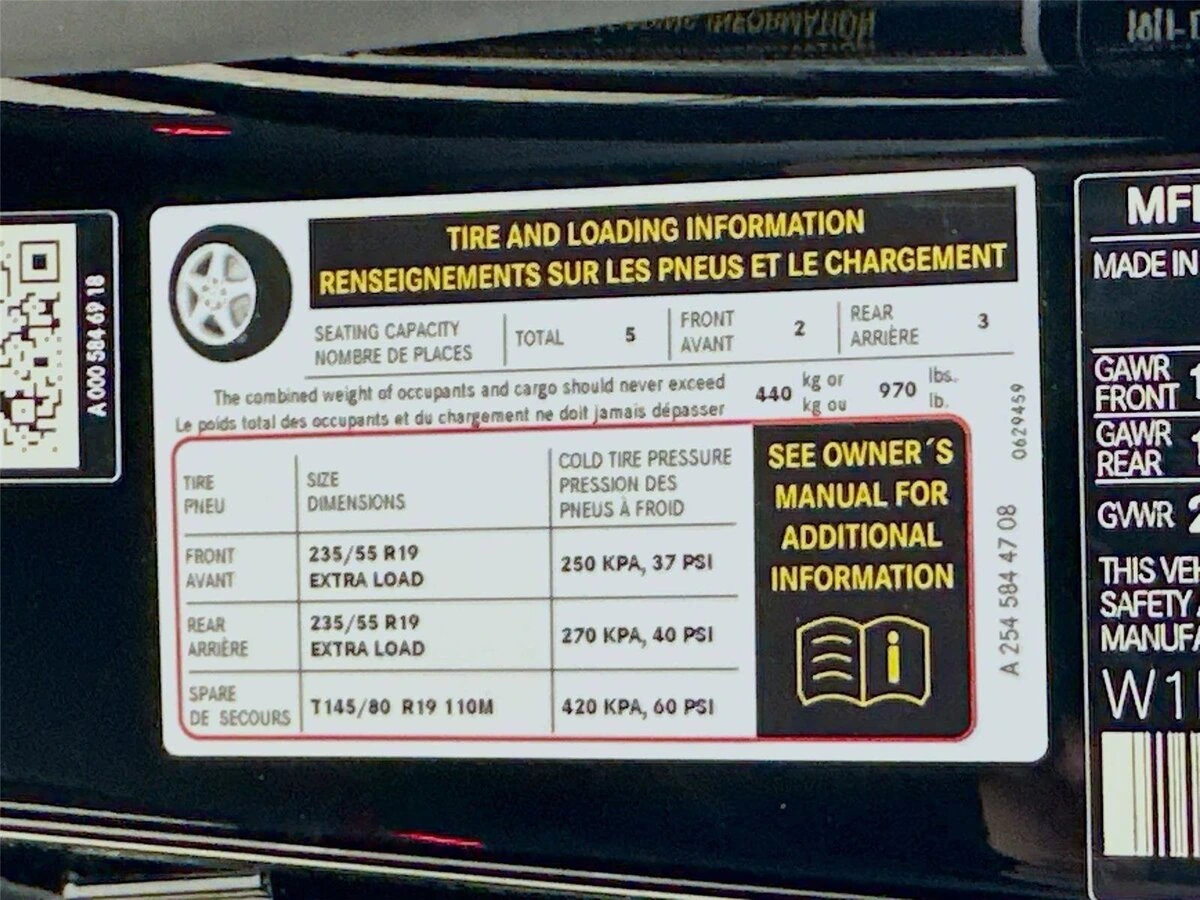 TIRE AND LOADING INFORMATION
RENSEIGNEMENTS SUR LES PNEUS ET LE CHARGEMENT
SEATING CAPACITY
NOMBRE DE PLACES
TOTAL 5
FRONT
AVANT
2
REAR
ARRIÈRE
3
The combined weight of occupants and cargo should never exceed
Le poids total des occupants et du chargement ne doit jamais dépasser
440 kg or 970 lbs.
kg ou lb.
TIRE
PNEU
SIZE
DIMENSIONS
COLD TIRE PRESSURE
PRESSION DES
PNEUS À FROID
FRONT
AVANT
235/55 R19
EXTRA LOAD
250 KPA, 37 PSI
REAR
ARRIÈRE
235/55 R19
EXTRA LOAD
270 KPA, 40 PSI
SPARE
DE SECOURS
T145/80 R19 110M
420 KPA, 60 PSI
SEE OWNER´S
MANUAL FOR
ADDITIONAL
INFORMATION
i
0629459
A 254 584 47 08
A 000 584 69 18
MADE IN
GAWR
FRONT
GAWR
REAR
GVWR
THIS
SAFETY
W1